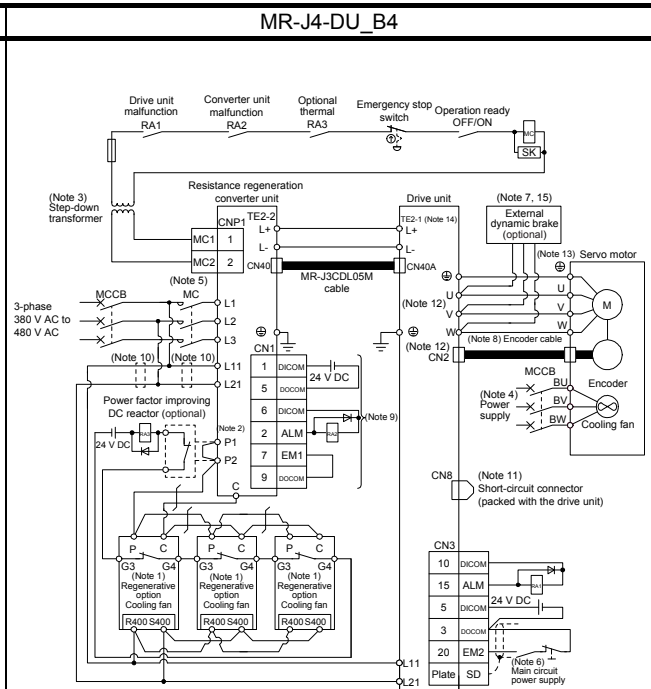 MR-J4-DU_B4
Drive unit
malfunction
RA1
Converter unit
malfunction
RA2
Optional
thermal
RA3
Emergency stop
switch
Operation ready
OFF/ON
MC
SK
(Note 3)
Step-down
transformer
Resistance regeneration
converter unit
CNP1
TE2-2
L+
L-
MC1 1
MC2 2
CN40
MR-J3CDL05M
cable
Drive unit
TE2-1 (Note 14)
L+
L-
CN40A
(Note 7, 15)
External
dynamic brake
(optional)
(Note 13) Servo motor
U
V
W
M
(Note 12)
U
V
W
(Note 5)
MCCB
MC
3-phase
380 V AC to
480 V AC
L1
L2
L3
(Note 10)
(Note 10)
L11
L21
(Note 8) Encoder cable
(Note 12)
CN2
Encoder
MCCB
(Note 4)
Power
supply
BU
BV
BW
Cooling fan
CN1
1 DICOM
5 DOCOM
24 V DC
6 DICOM
2 ALM
RA2
7 EM1
9 DOCOM
(Note 9)
Power factor improving
DC reactor (optional)
24 V DC
RA3
(Note 2)
P1
P2
C
CN8
(Note 11)
Short-circuit connector
(packed with the drive unit)
P C
G3 G4
(Note 1)
Regenerative
option
Cooling fan
R400 S400
P C
G3 G4
(Note 1)
Regenerative
option
Cooling fan
R400 S400
P C
G3 G4
(Note 1)
Regenerative
option
Cooling fan
R400 S400
CN3
10 DICOM
15 ALM
RA1
5 DICOM
24 V DC
3 DOCOM
20 EM2
Plate SD
(Note 6)
Main circuit
power supply
L11
L21